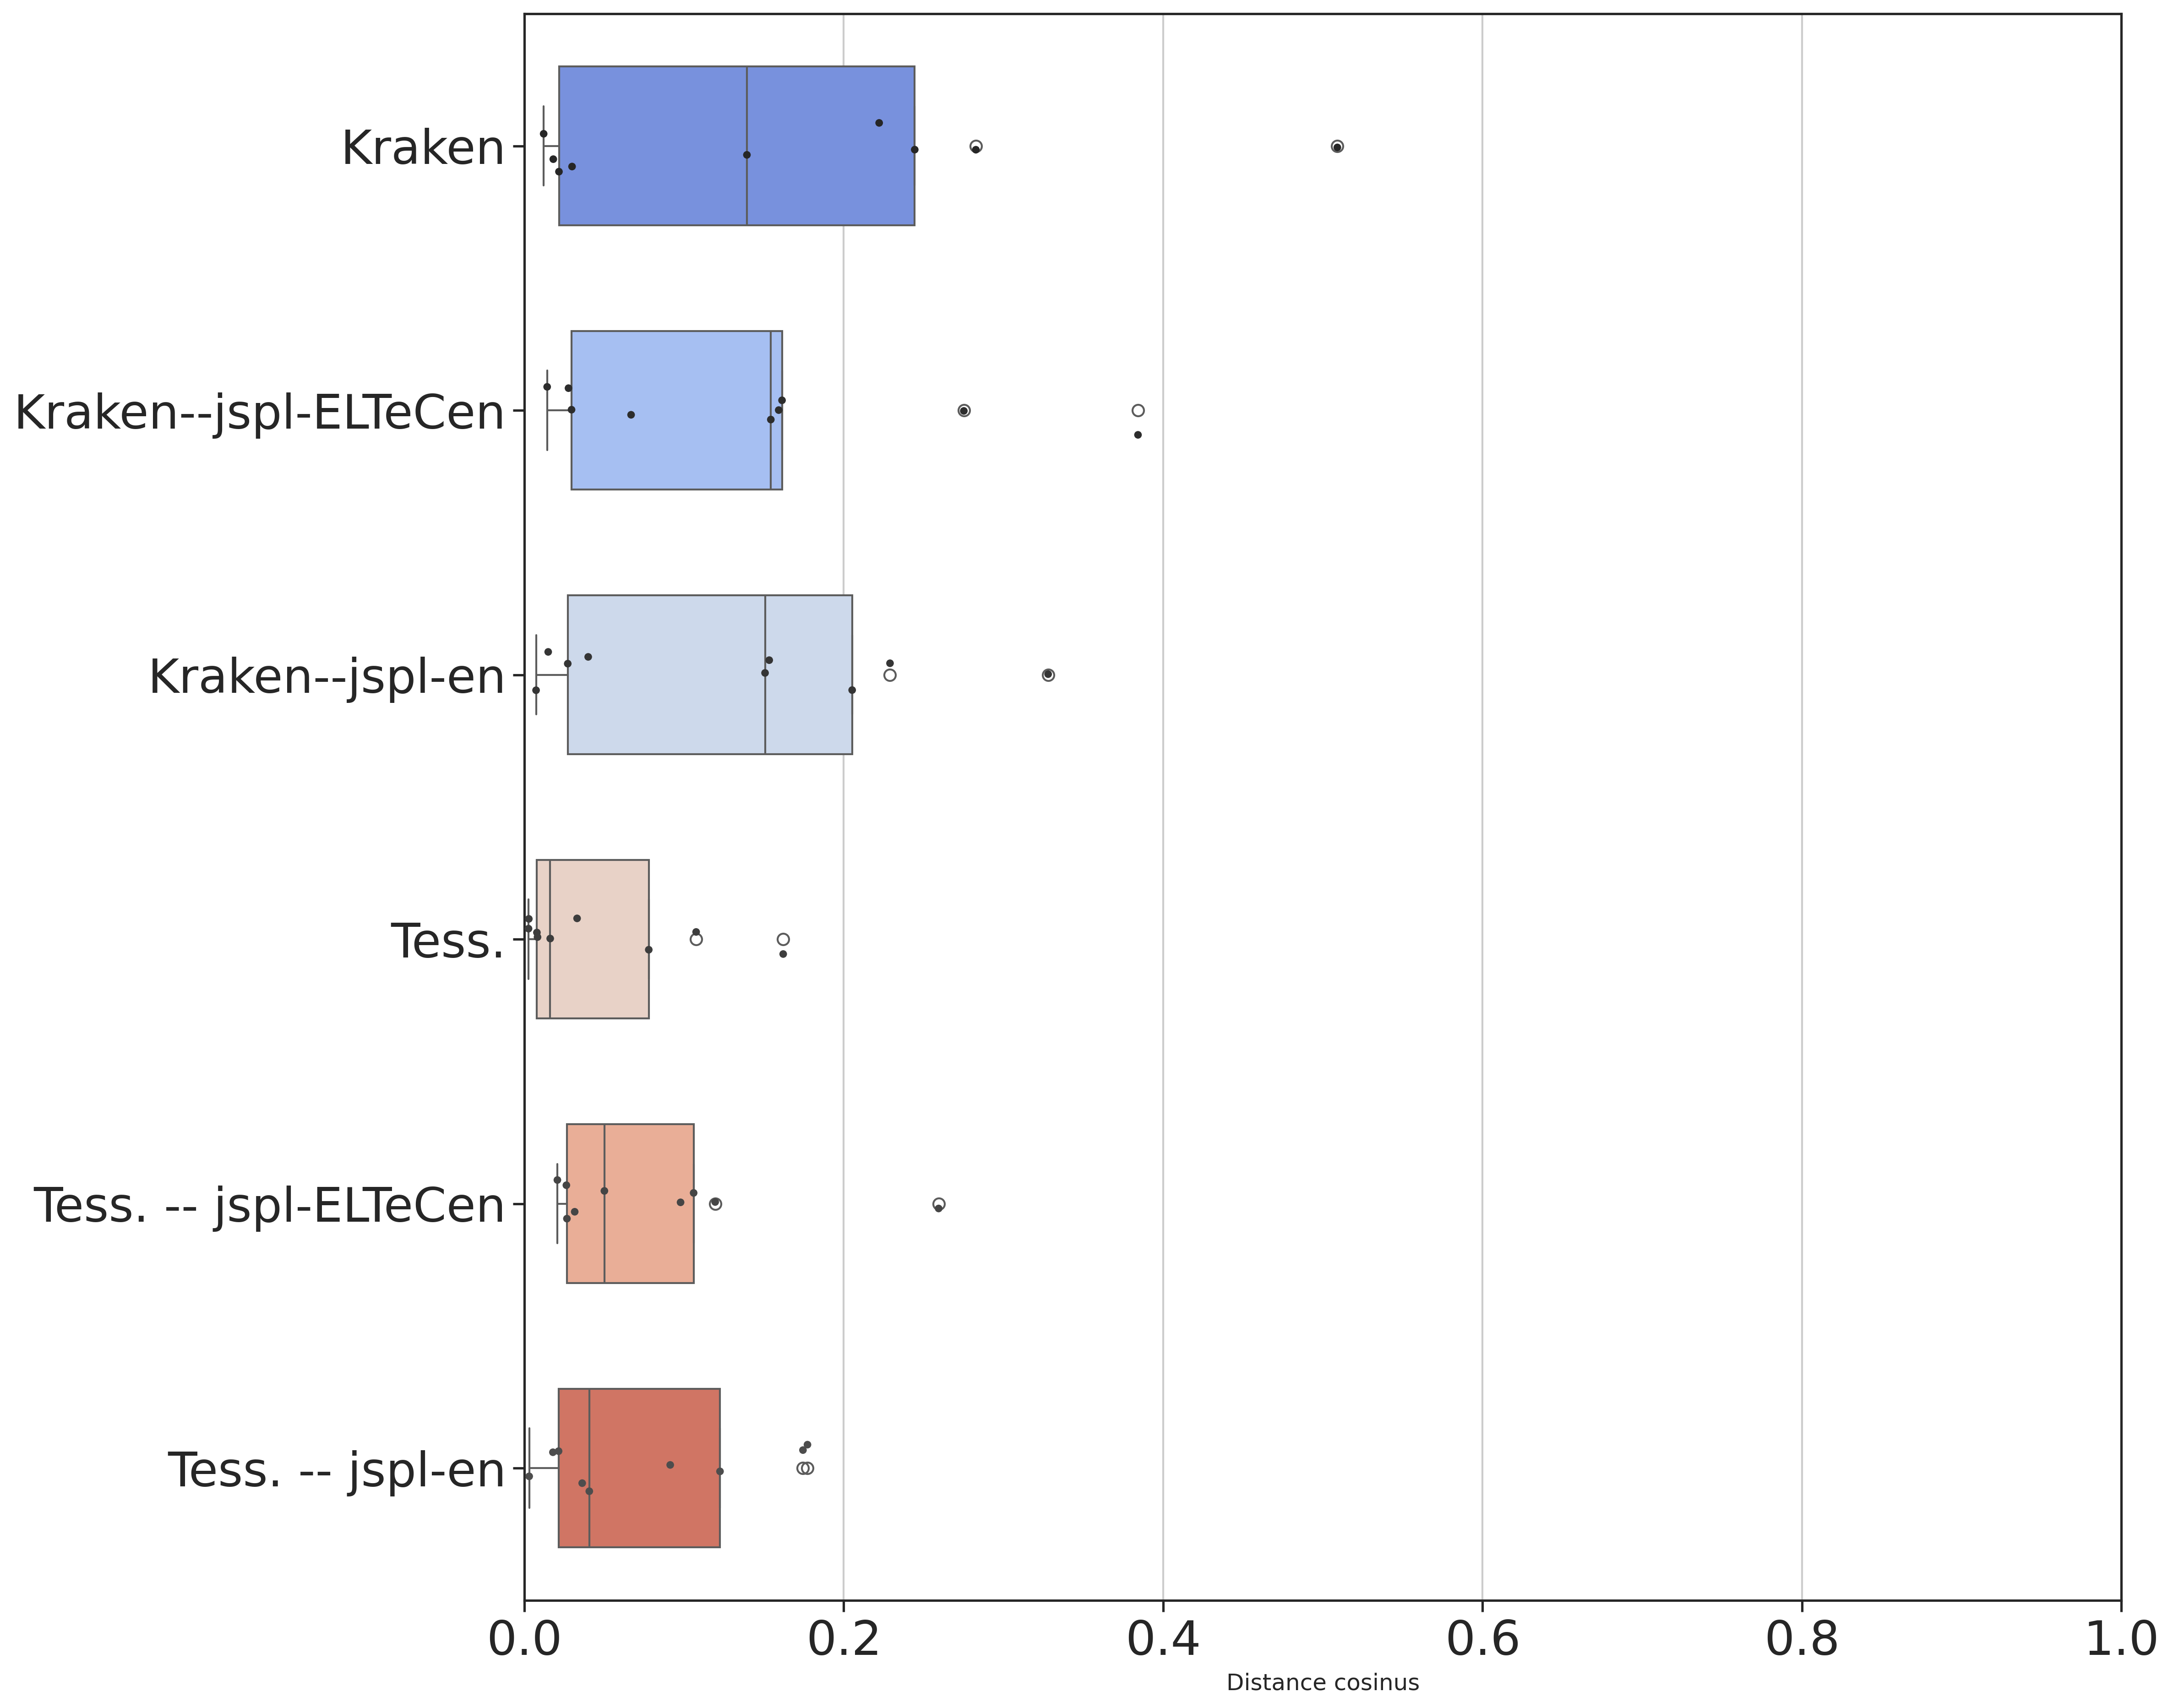 Kraken
Kraken--jspl-ELTeCen
Kraken--jspl-en
Tess.
Tess. -- jspl-ELTeCen
Tess. -- jspl-en
0.0 0.2 0.4 0.6 0.8 1.0
Distance cosinus